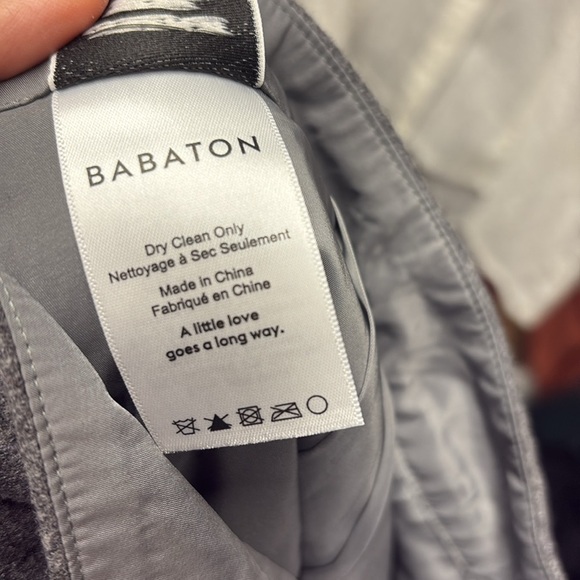 BABATON
Dry Clean Only
Nettoyage à Sec Seulement
Made in China
Fabriqué en Chine
A little love
goes a long way.